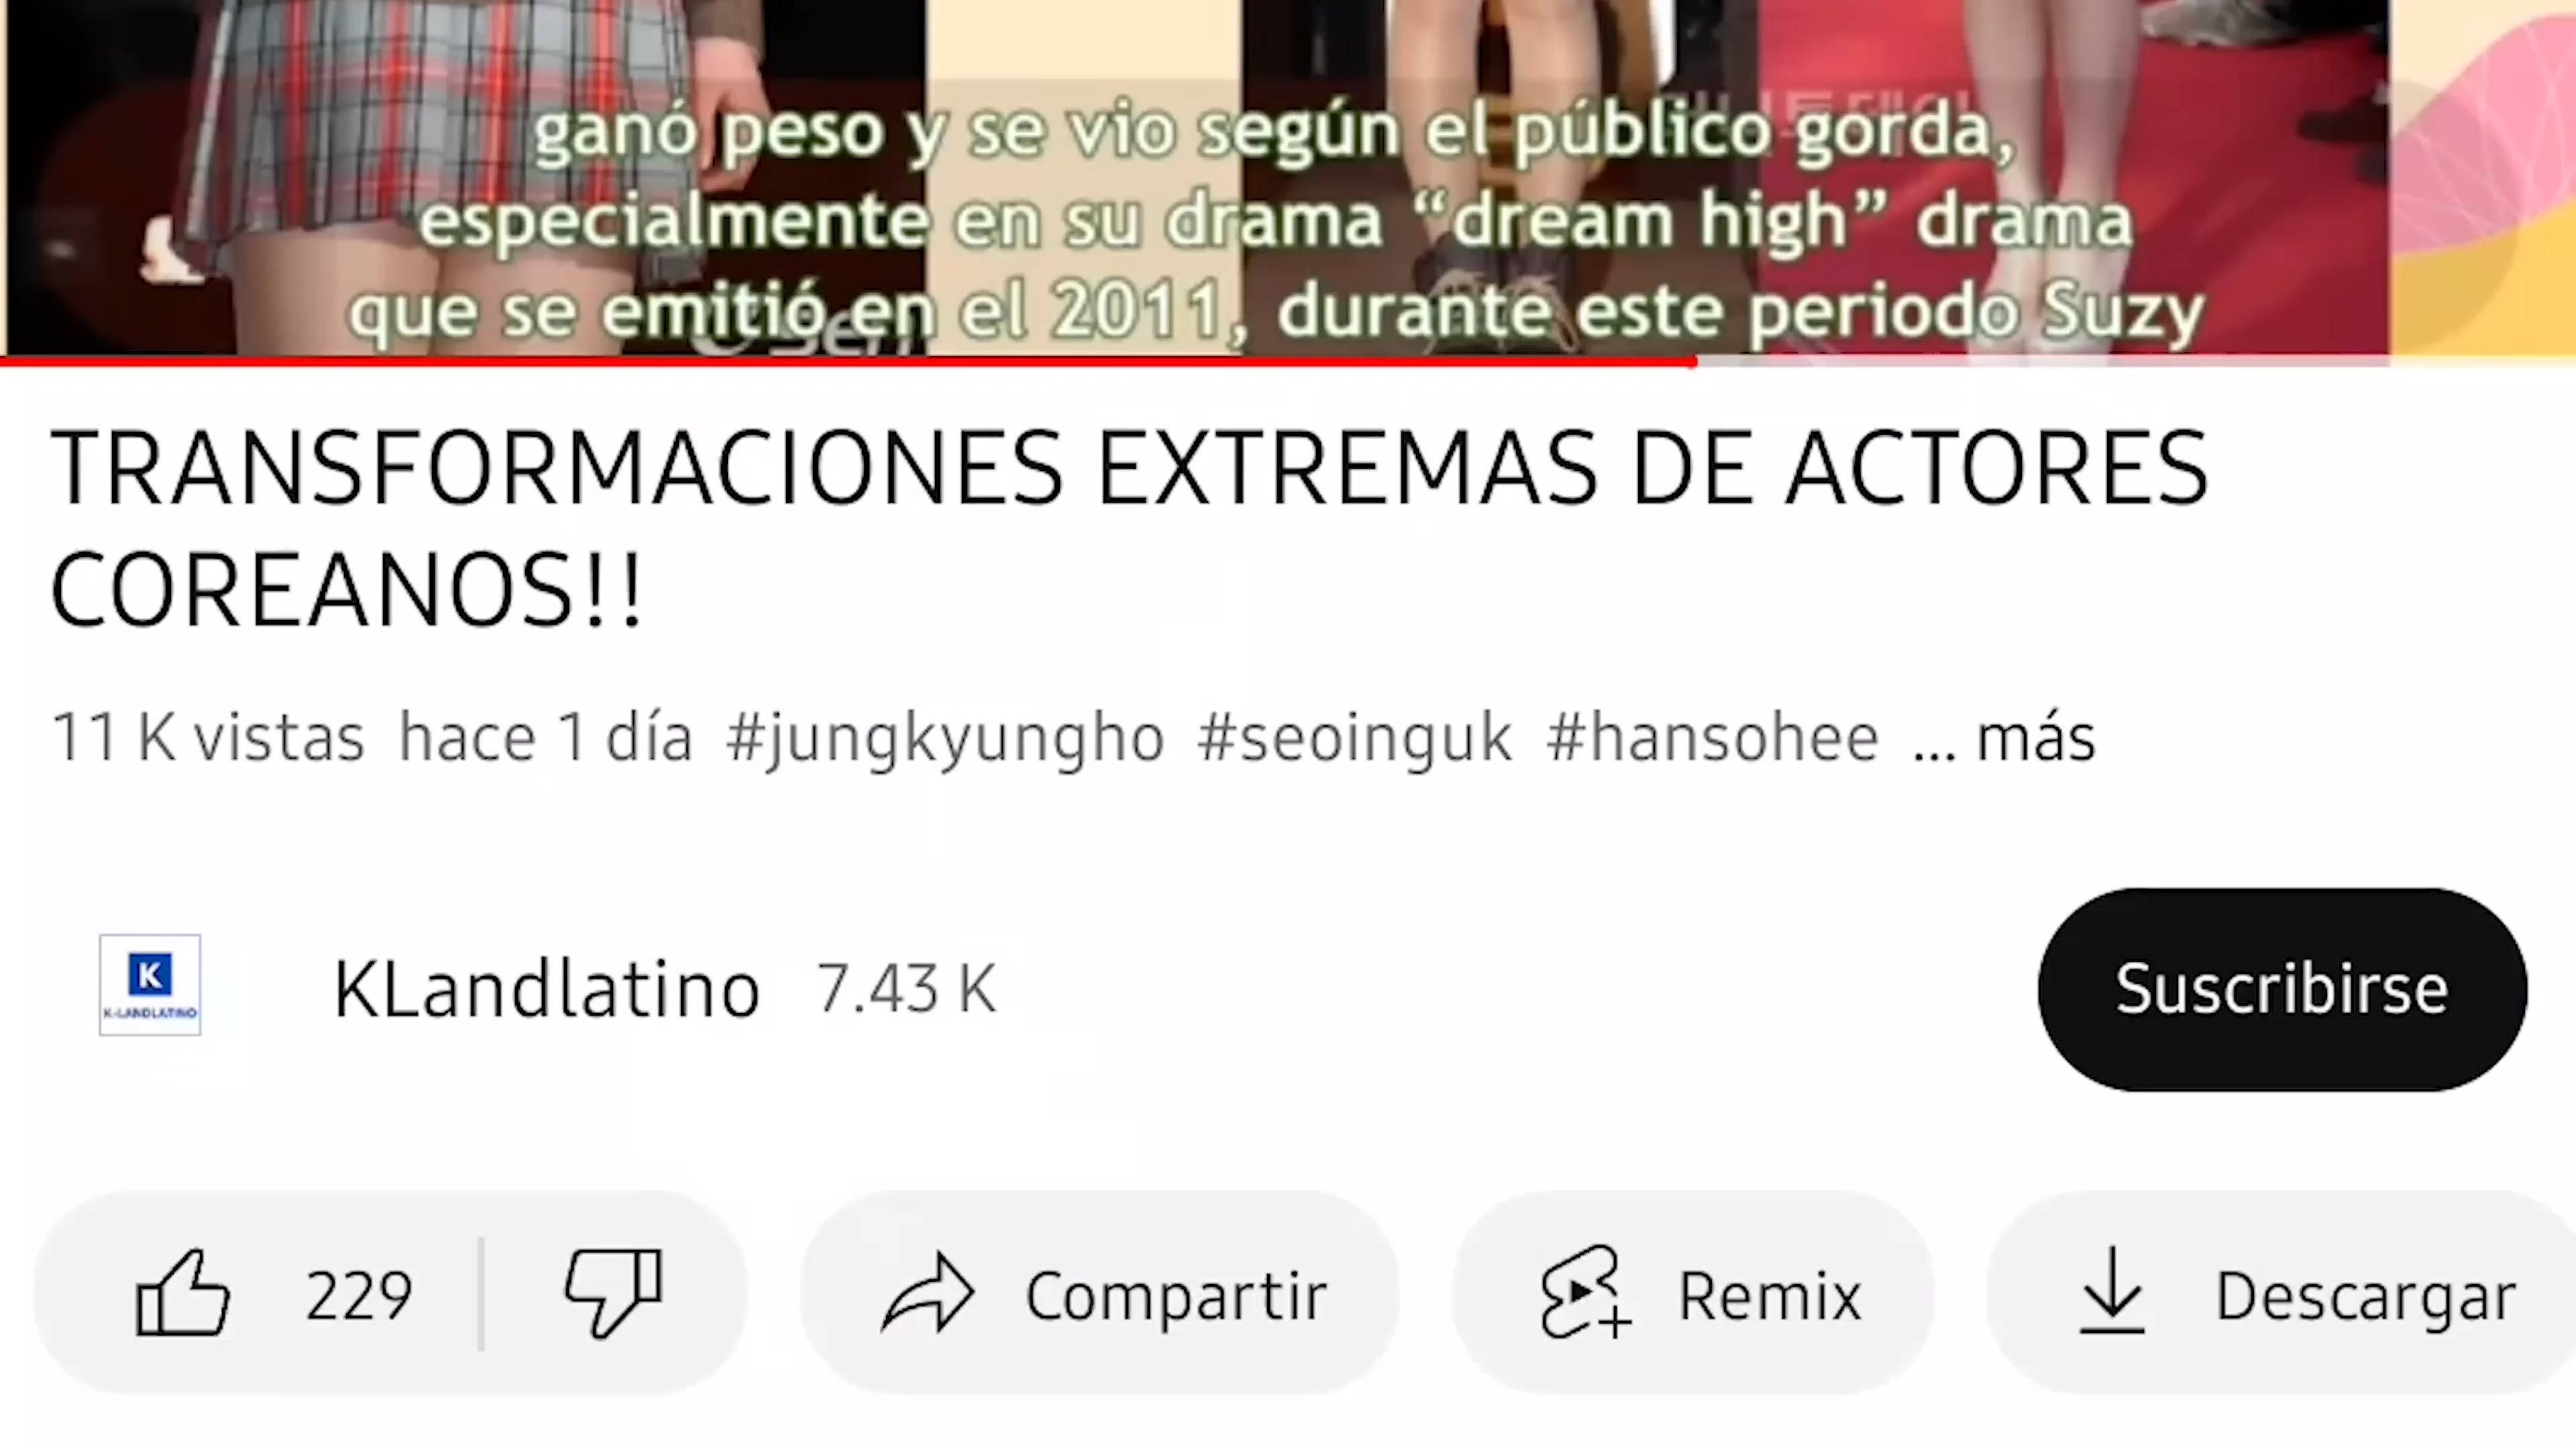 ganó peso y se vio según el público gorda,
especialmente en su drama “dream high” drama
que se emitió en el 2011, durante este periodo Suzy
TRANSFORMACIONES EXTREMAS DE ACTORES
COREANOS!!
11 K vistas hace 1 día #jungkyungho #seoinguk #hansohee ... más
K
K-LANDLATINO
KLandlatino 7.43 K
Suscribirse
229
Compartir
Remix
Descargar